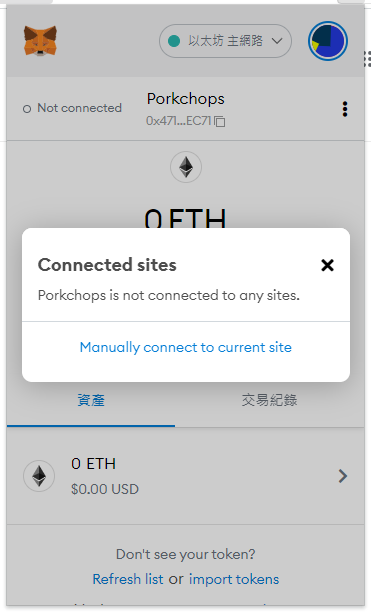 以太坊 主網路
Not connected
Porkchops
0x471...EC71
0 ETH
Connected sites
Porkchops is not connected to any sites.
Manually connect to current site
資產
交易紀錄
0 ETH
$0.00 USD
Don't see your token?
Refresh list or import tokens